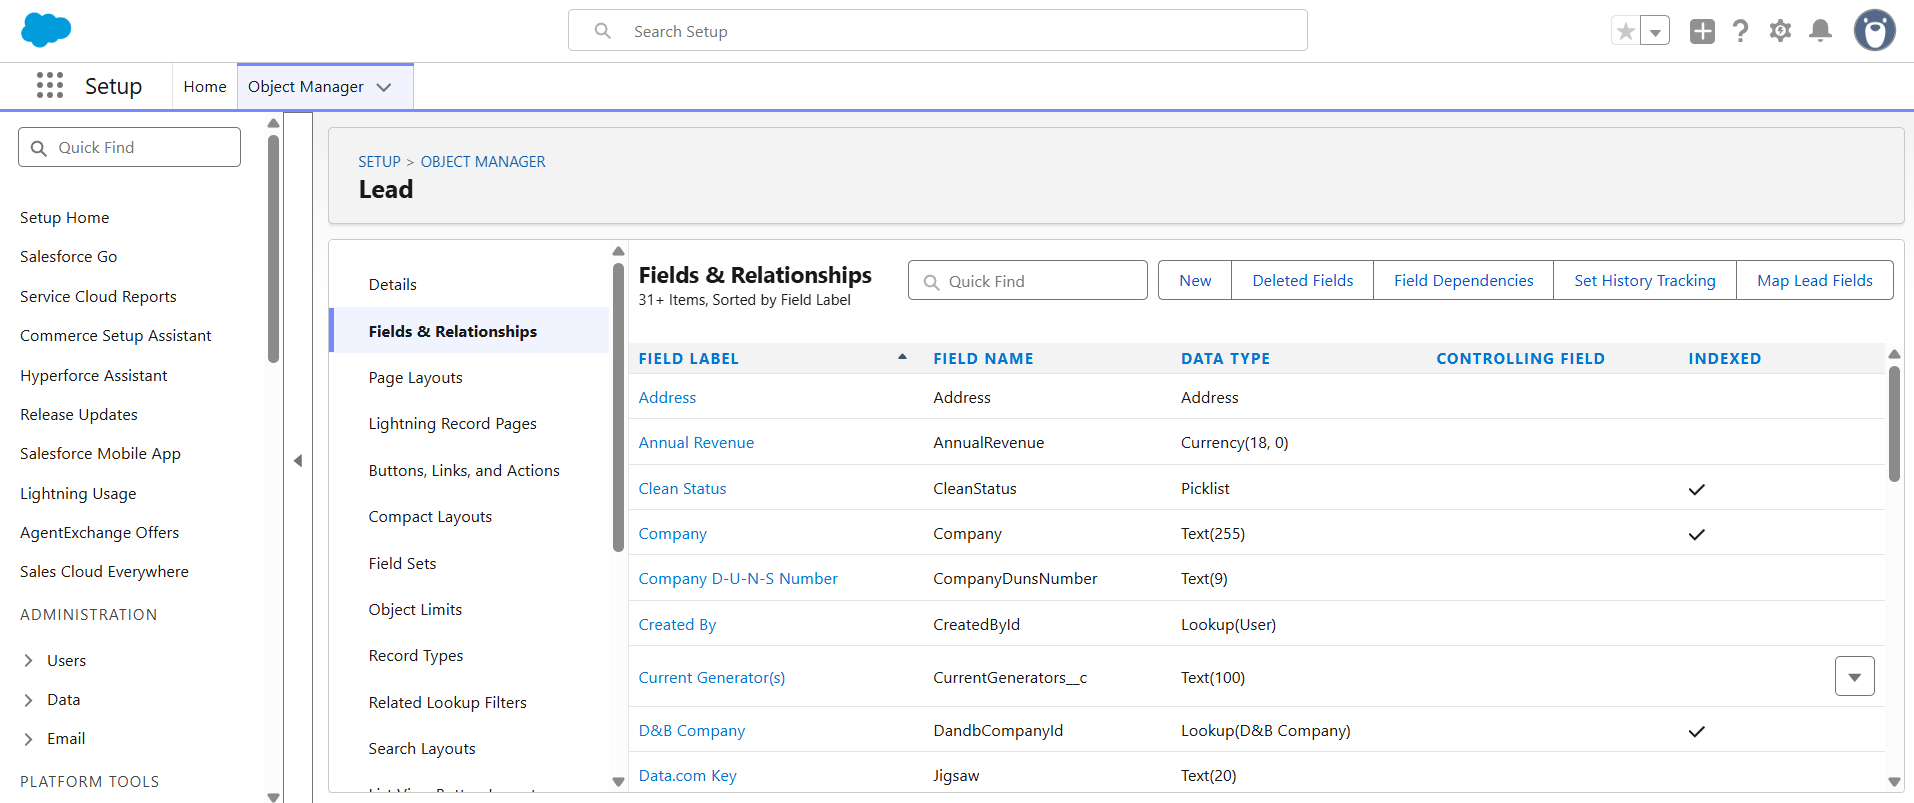 Search Setup
Setup
Home
Object Manager
Quick Find
Setup Home
Salesforce Go
Service Cloud Reports
Commerce Setup Assistant
Hyperforce Assistant
Release Updates
Salesforce Mobile App
Lightning Usage
AgentExchange Offers
Sales Cloud Everywhere
ADMINISTRATION
Users
Data
Email
PLATFORM TOOLS
SETUP > OBJECT MANAGER
Lead
Details
Fields & Relationships
Page Layouts
Lightning Record Pages
Buttons, Links, and Actions
Compact Layouts
Field Sets
Object Limits
Record Types
Related Lookup Filters
Search Layouts
Fields & Relationships
31+ Items, Sorted by Field Label
Quick Find
New
Deleted Fields
Field Dependencies
Set History Tracking
Map Lead Fields
FIELD LABEL FIELD NAME DATA TYPE CONTROLLING FIELD INDEXED
Address Address Address
Annual Revenue AnnualRevenue Currency(18, 0)
Clean Status CleanStatus Picklist
Company Company Text(255)
Company D-U-N-S Number CompanyDunsNumber Text(9)
Created By CreatedById Lookup(User)
Current Generator(s) CurrentGenerators__c Text(100)
D&B Company DandbCompanyId Lookup(D&B Company)
Data.com Key Jigsaw Text(20)